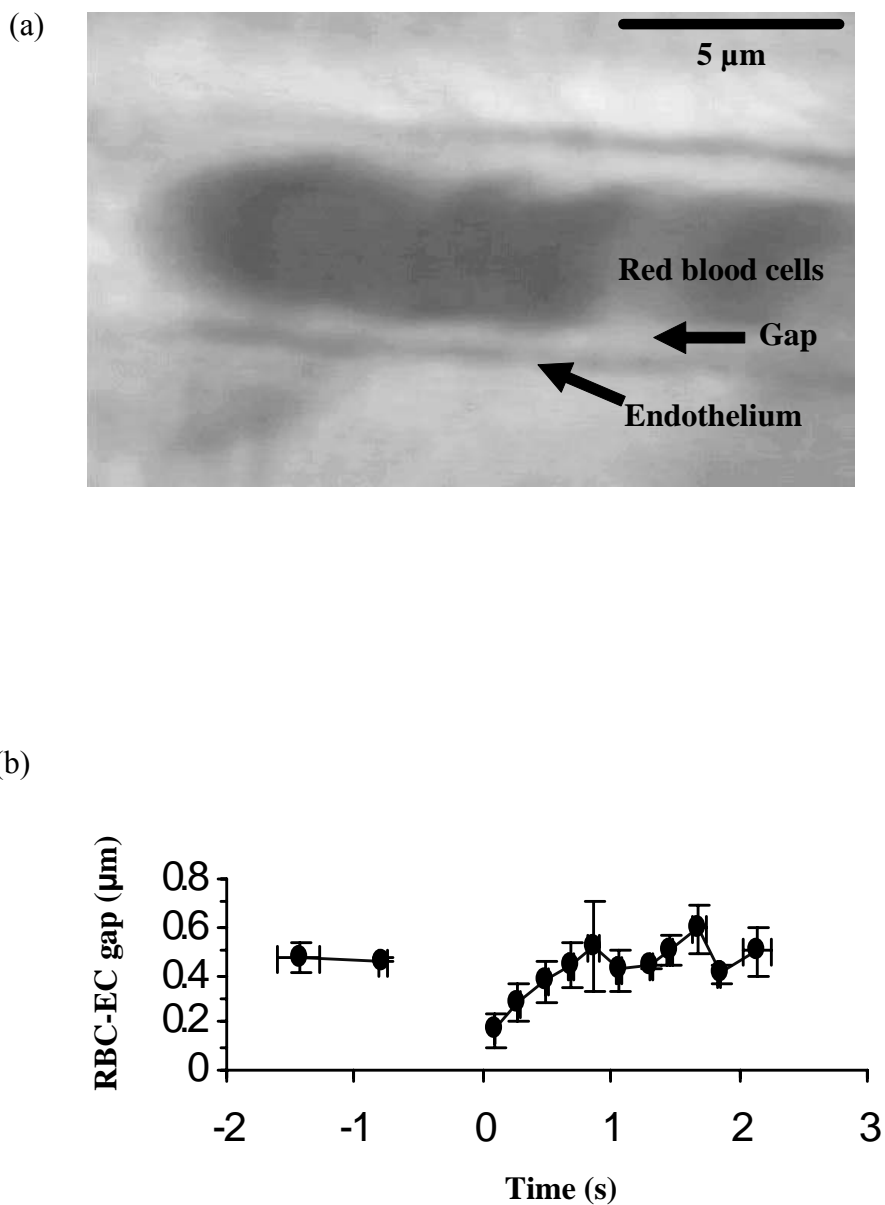 (a)
5 µm
Red blood cells
Gap
Endothelium
(b)
RBC-EC gap (µm)
0.8
0.6
0.4
0.2
0
-2 -1 0 1 2 3
Time (s)